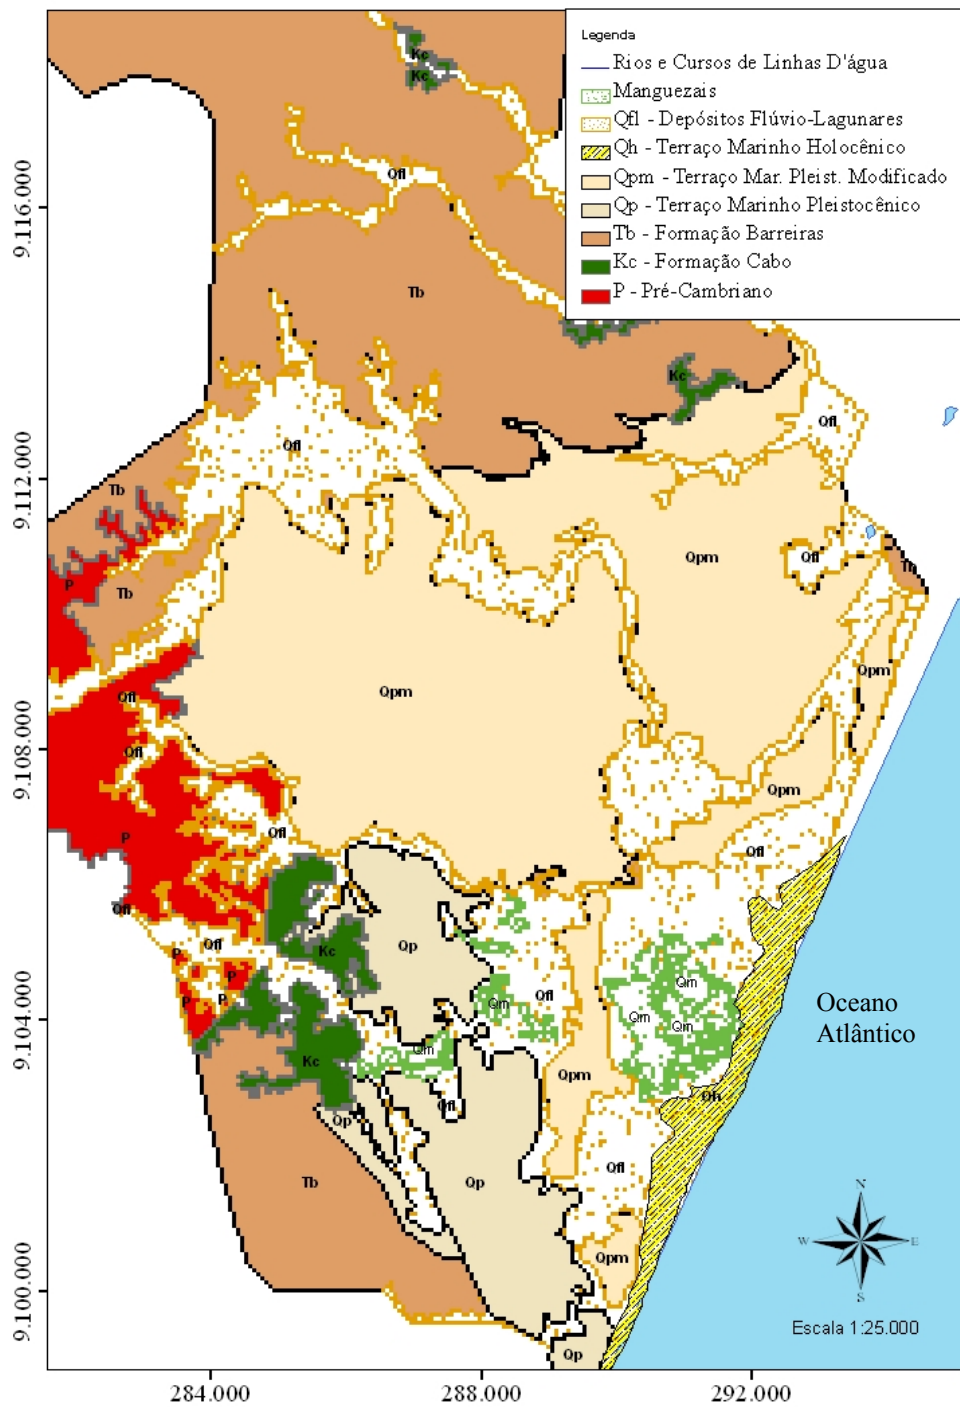 Legenda
Rios e Cursos de Linhas D'água
Manguezais
Qfl - Depósitos Flúvio-Lagunares
Qh - Terraço Marinho Holocênico
Qpm - Terraço Mar. Pleist. Modificado
Qp - Terraço Marinho Pleistocênico
Tb - Formação Barreiras
Kc - Formação Cabo
P - Pré-Cambriano
Kc
Kc
9.116.000
Qfl
Tb
Kc
Qfl
Qfl
9.112.000
Tb
Qpm
Qfl
Tb
P
Tb
Qpm
Qpm
Qfl
9.108.000
Qfl
Qpm
P
Qfl
Qfl
Qfl
Qfl
Qp
Kc
P
P
Qm
Qfl
Qm
P
P
Qm
Qm
9.104.000
Oceano
Atlântico
Qm
Kc
Qpm
Qh
Qfl
Qp
Qfl
Tb
Qp
N
W
E
S
Qpm
9.100.000
Escala 1:25.000
Qp
284.000
288.000
292.000